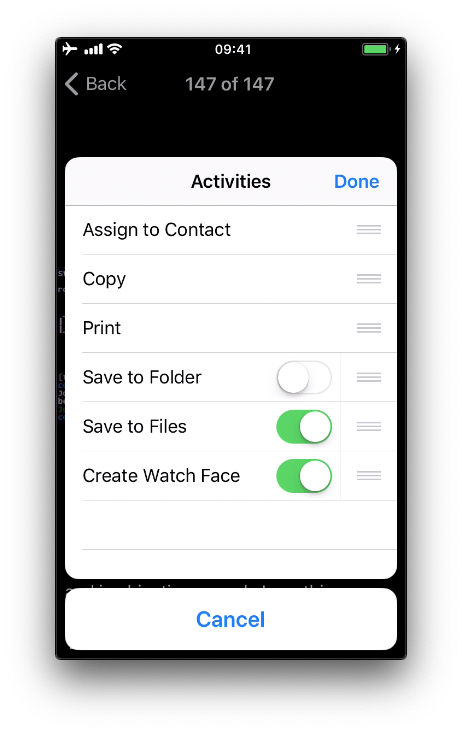 09:41
Back 147 of 147
Activities Done
Assign to Contact
Copy
Print
Save to Folder
Save to Files
Create Watch Face
Cancel